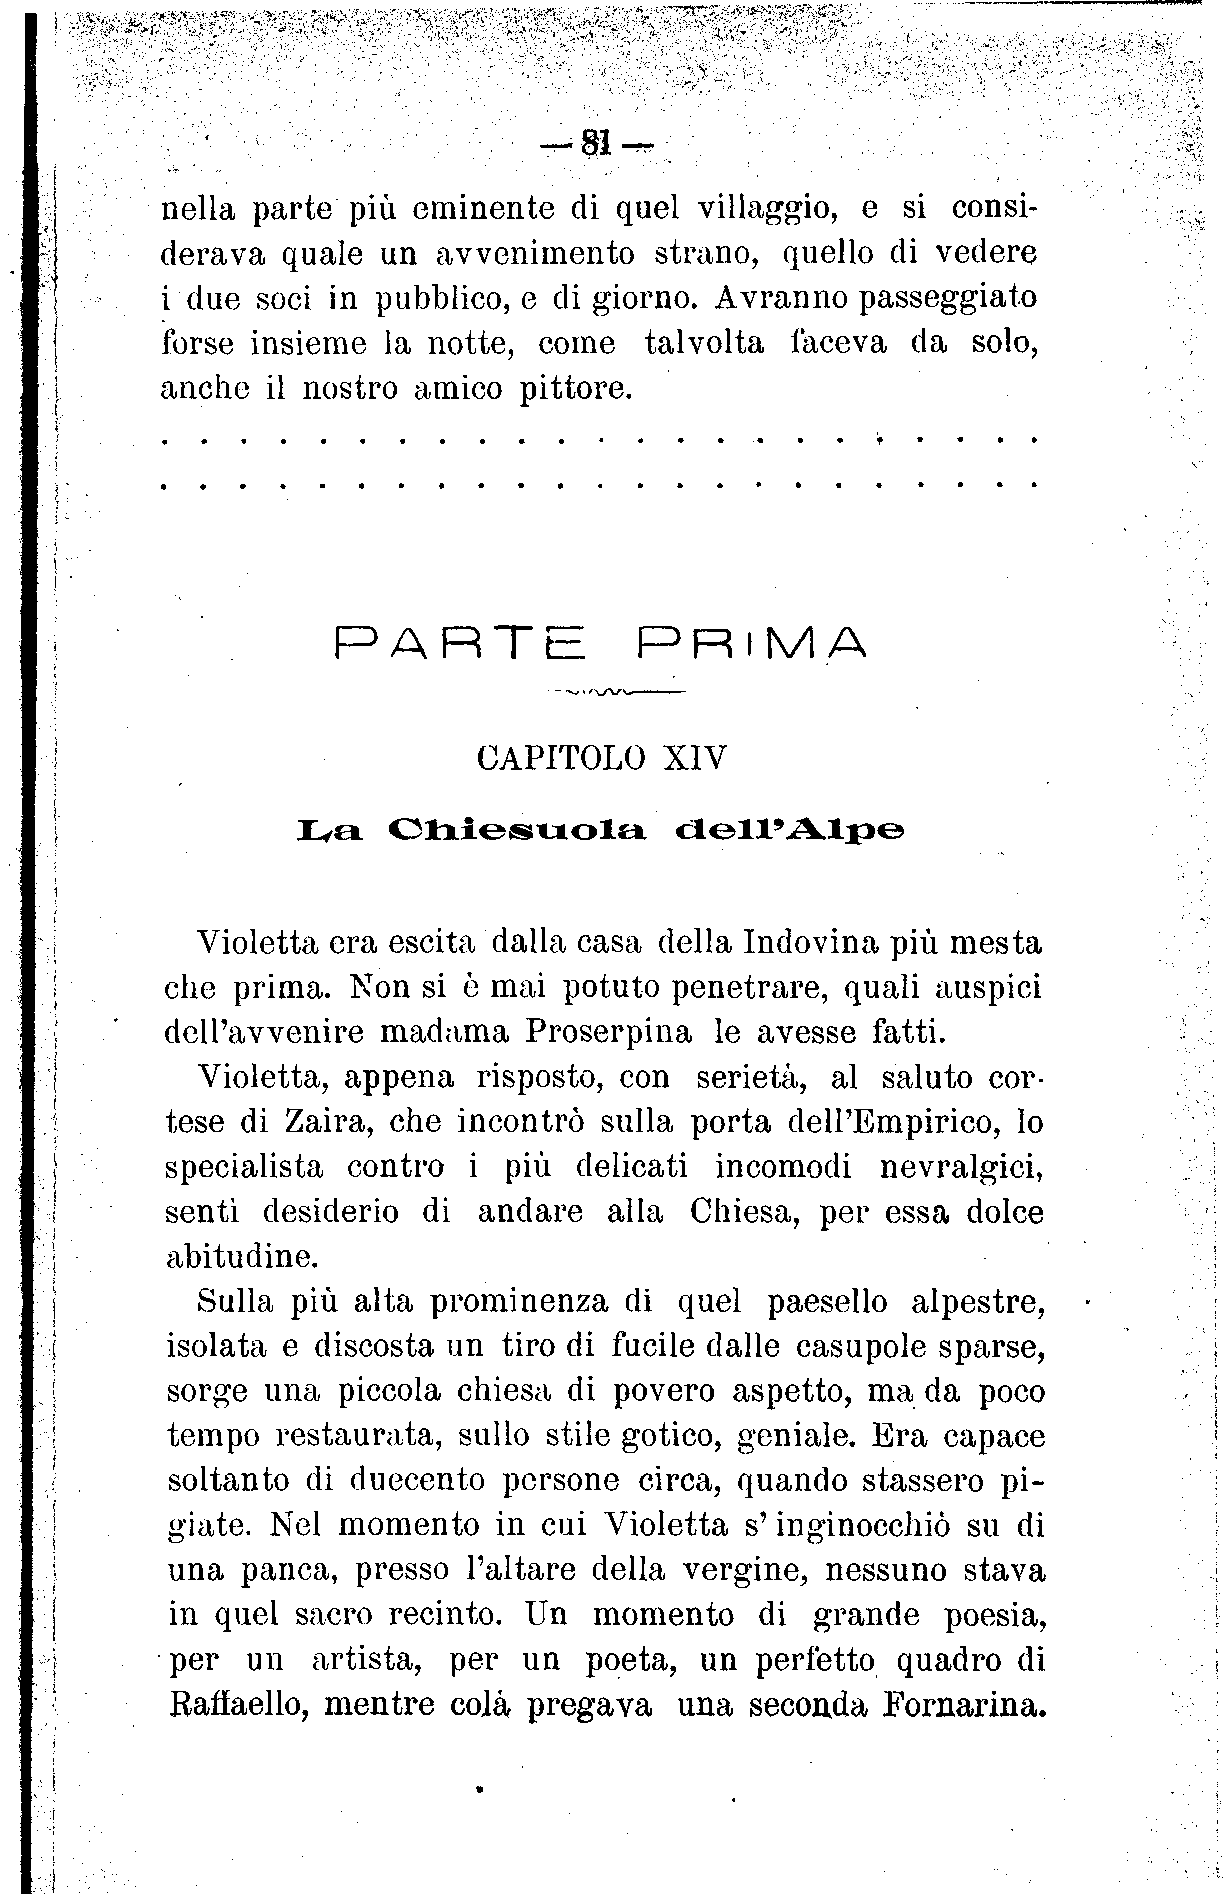 — 81 —
nella parte più eminente di quel villaggio, e si consi-
derava quale un avvenimento strano, quello di vedere
i due soci in pubblico, e di giorno. Avranno passeggiato
forse insieme la notte, come talvolta faceva da solo,
anche il nostro amico pittore.
. . . . . . . . . . . . . . . . . . . . . . .
. . . . . . . . . . . . . . . . . . . . . . .
PARTE PRIMA
CAPITOLO XIV
La Chiesuola dell'Alpe
Violetta era escita dalla casa della Indovina più mesta
che prima. Non si è mai potuto penetrare, quali auspici
dell'avvenire madama Proserpina le avesse fatti.
Violetta, appena risposto, con serietà, al saluto cor-
tese di Zaira, che incontrò sulla porta dell'Empirico, lo
specialista contro i più delicati incomodi nevralgici,
sentì desiderio di andare alla Chiesa, per essa dolce
abitudine.
Sulla più alta prominenza di quel paesello alpestre,
isolata e discosta un tiro di fucile dalle casupole sparse,
sorge una piccola chiesa di povero aspetto, ma da poco
tempo restaurata, sullo stile gotico, geniale. Era capace
soltanto di duecento persone circa, quando stassero pi-
giate. Nel momento in cui Violetta s' inginocchiò su di
una panca, presso l'altare della vergine, nessuno stava
in quel sacro recinto. Un momento di grande poesia,
per un artista, per un poeta, un perfetto quadro di
Raffaello, mentre colà pregava una seconda Fornarina.